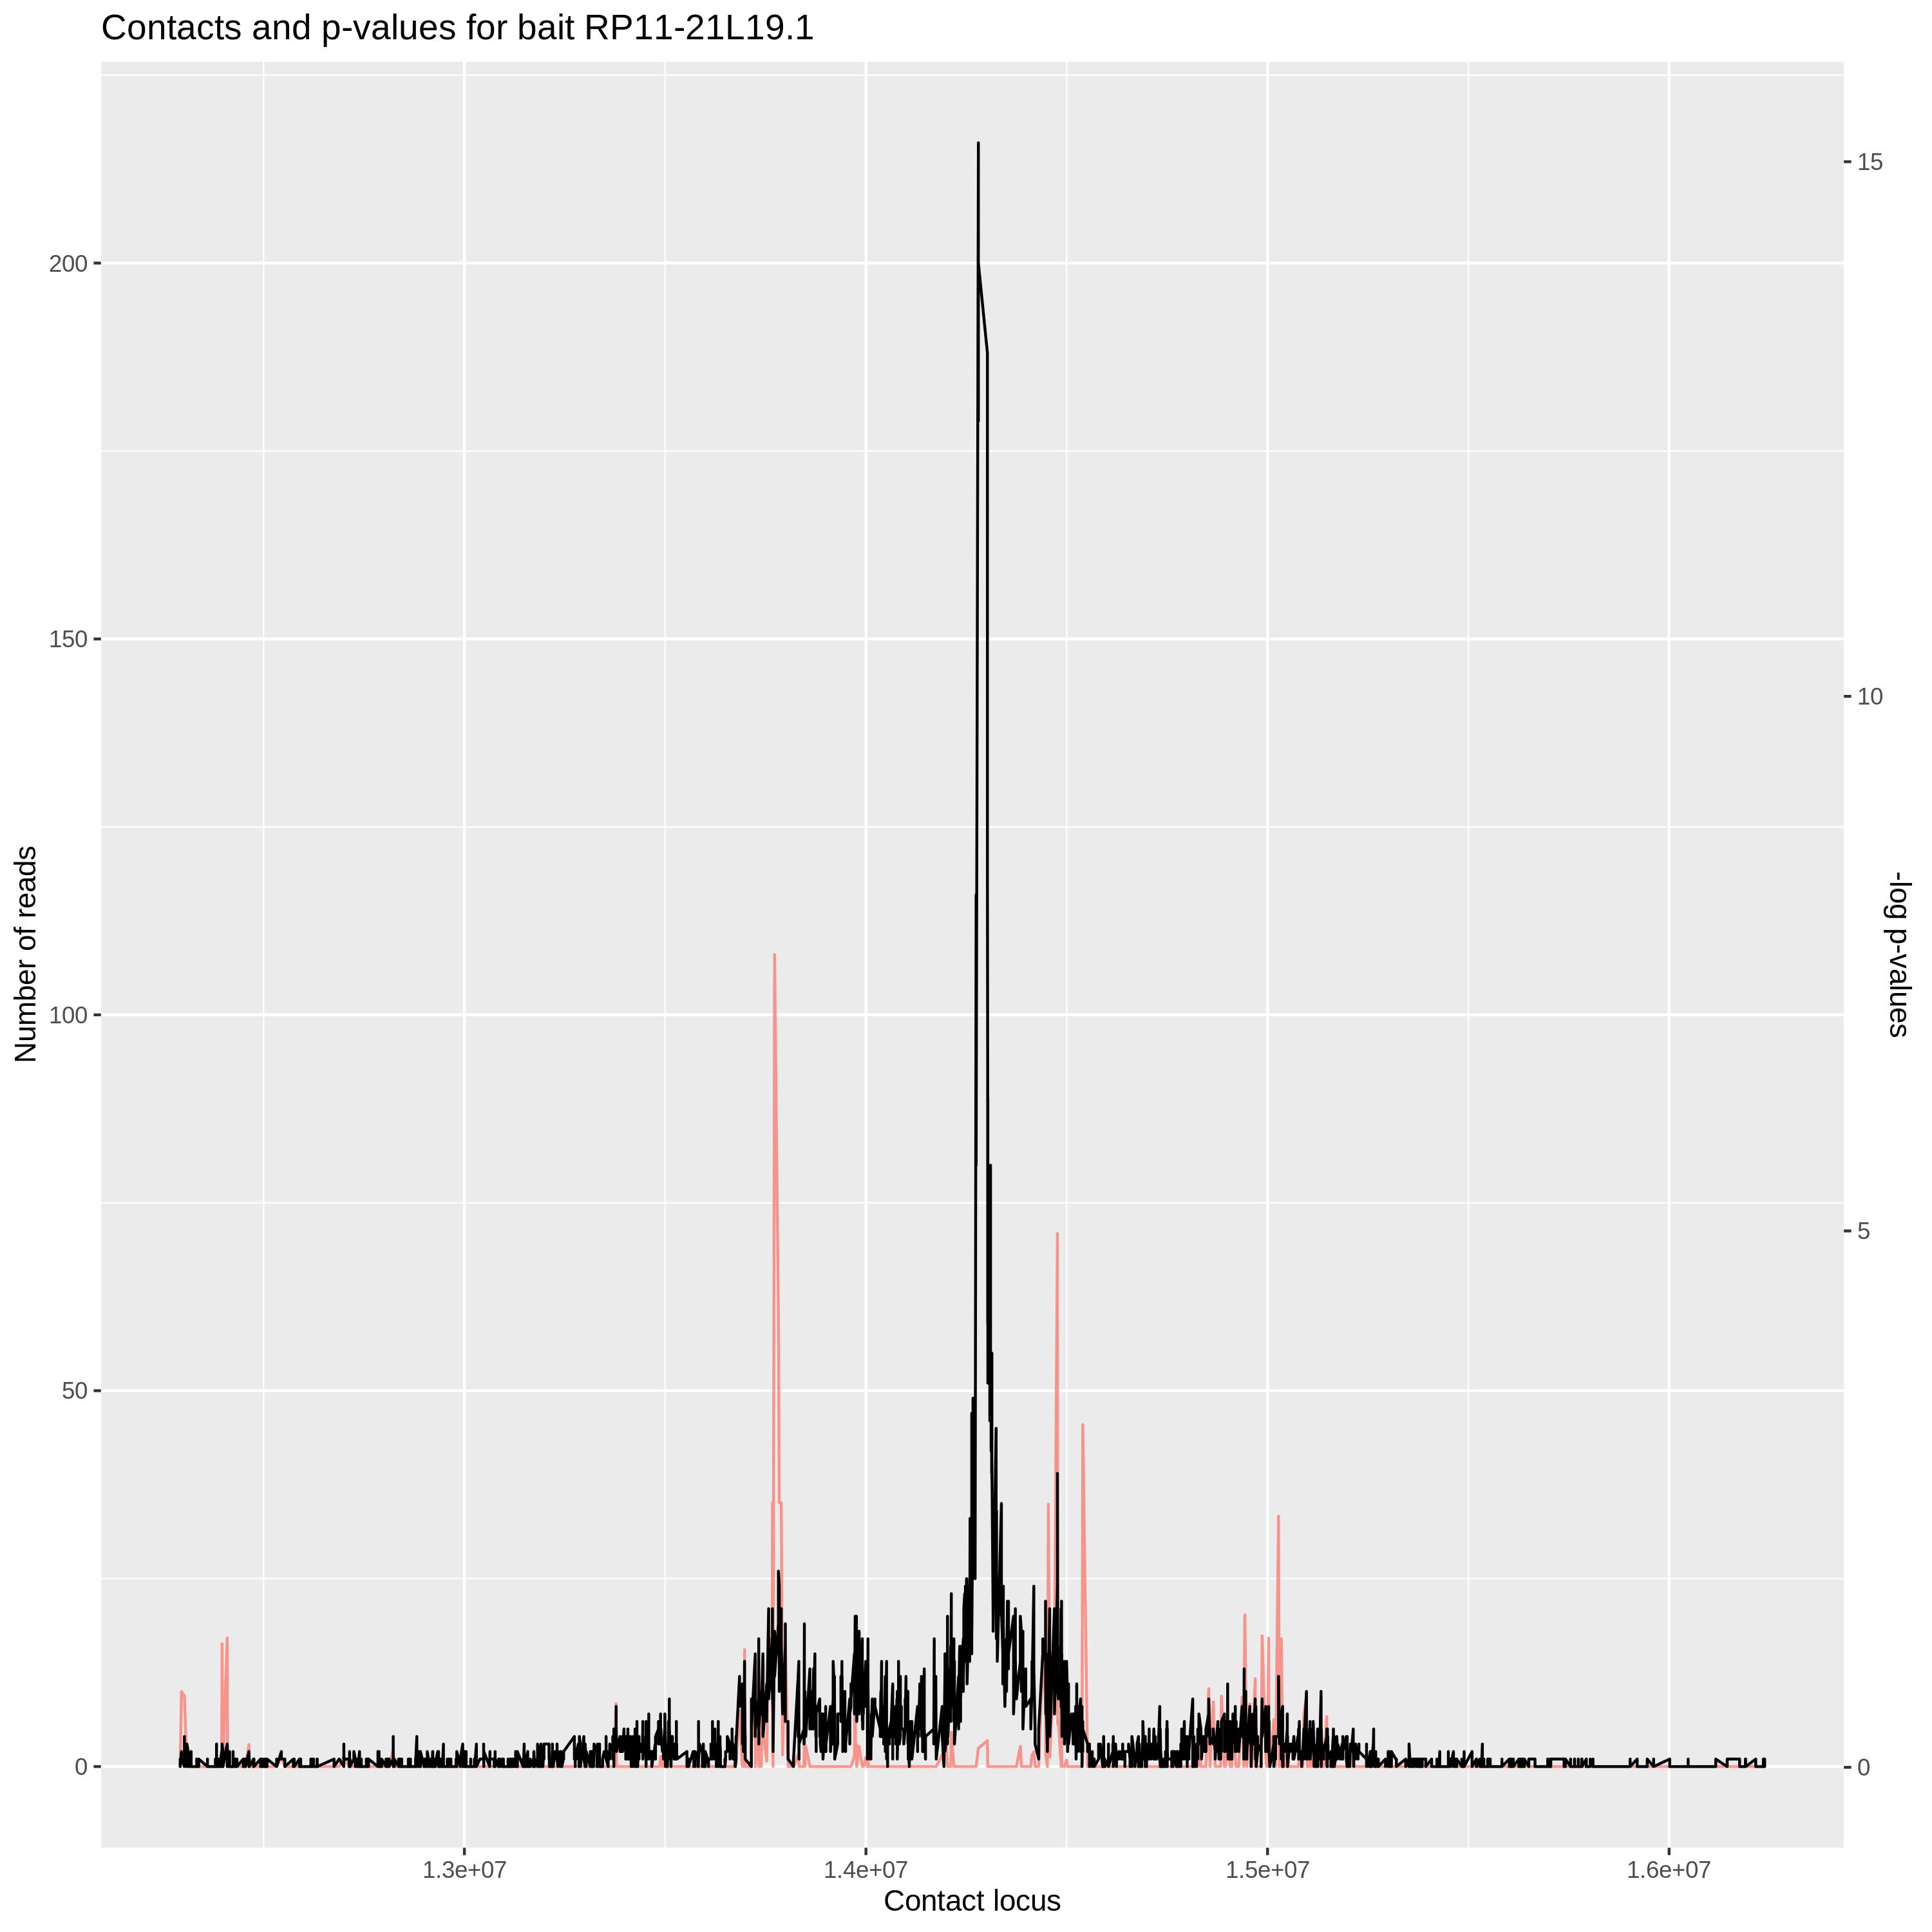 Contacts and p-values for bait RP11-21L19.1
200
150
100
50
0
Number of reads
15
10
5
0
-log p-values
1.3e+07 1.4e+07 1.5e+07 1.6e+07
Contact locus